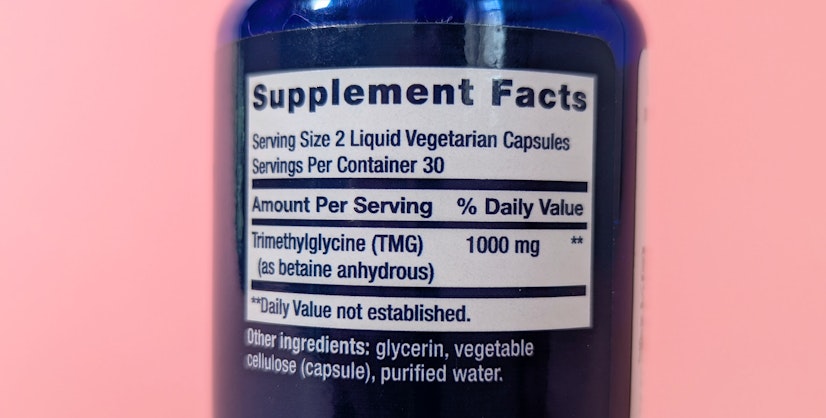 Supplement Facts
Serving Size 2 Liquid Vegetarian Capsules
Servings Per Container 30
Amount Per Serving % Daily Value
Trimethylglycine (TMG) 1000 mg **
(as betaine anhydrous)
**Daily Value not established.
Other ingredients: glycerin, vegetable
cellulose (capsule), purified water.